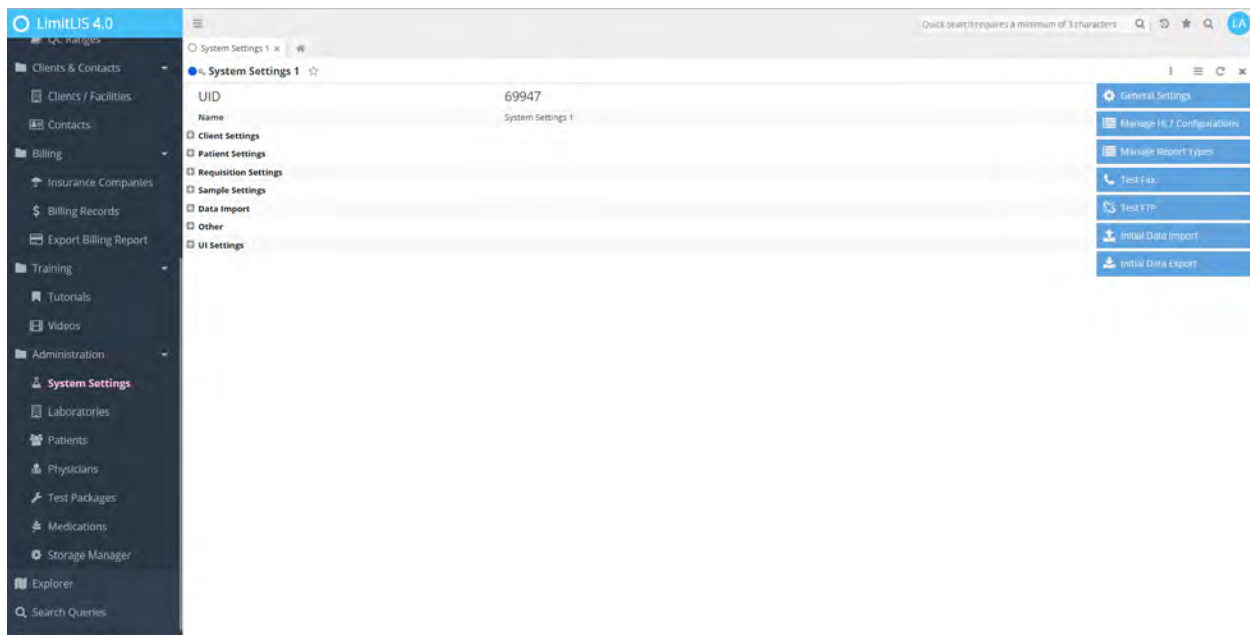 LimitLIS 4.0
Quick search requires a minimum of 3 characters
LA
QC Ranges
Clients & Contacts
Clients / Facilities
Contacts
Billing
Insurance Companies
Billing Records
Export Billing Report
Training
Tutorials
Videos
Administration
System Settings
Laboratories
Patients
Physicians
Test Packages
Medications
Storage Manager
Explorer
Search Queries
System Settings 1
System Settings 1
UID 69947
Name System Settings 1
Client Settings
Patient Settings
Requisition Settings
Sample Settings
Data Import
Other
UI Settings
General Settings
Manage HL7 Configurations
Manage Report Types
Test Fax
Test FTP
Initial Data Import
Initial Data Export